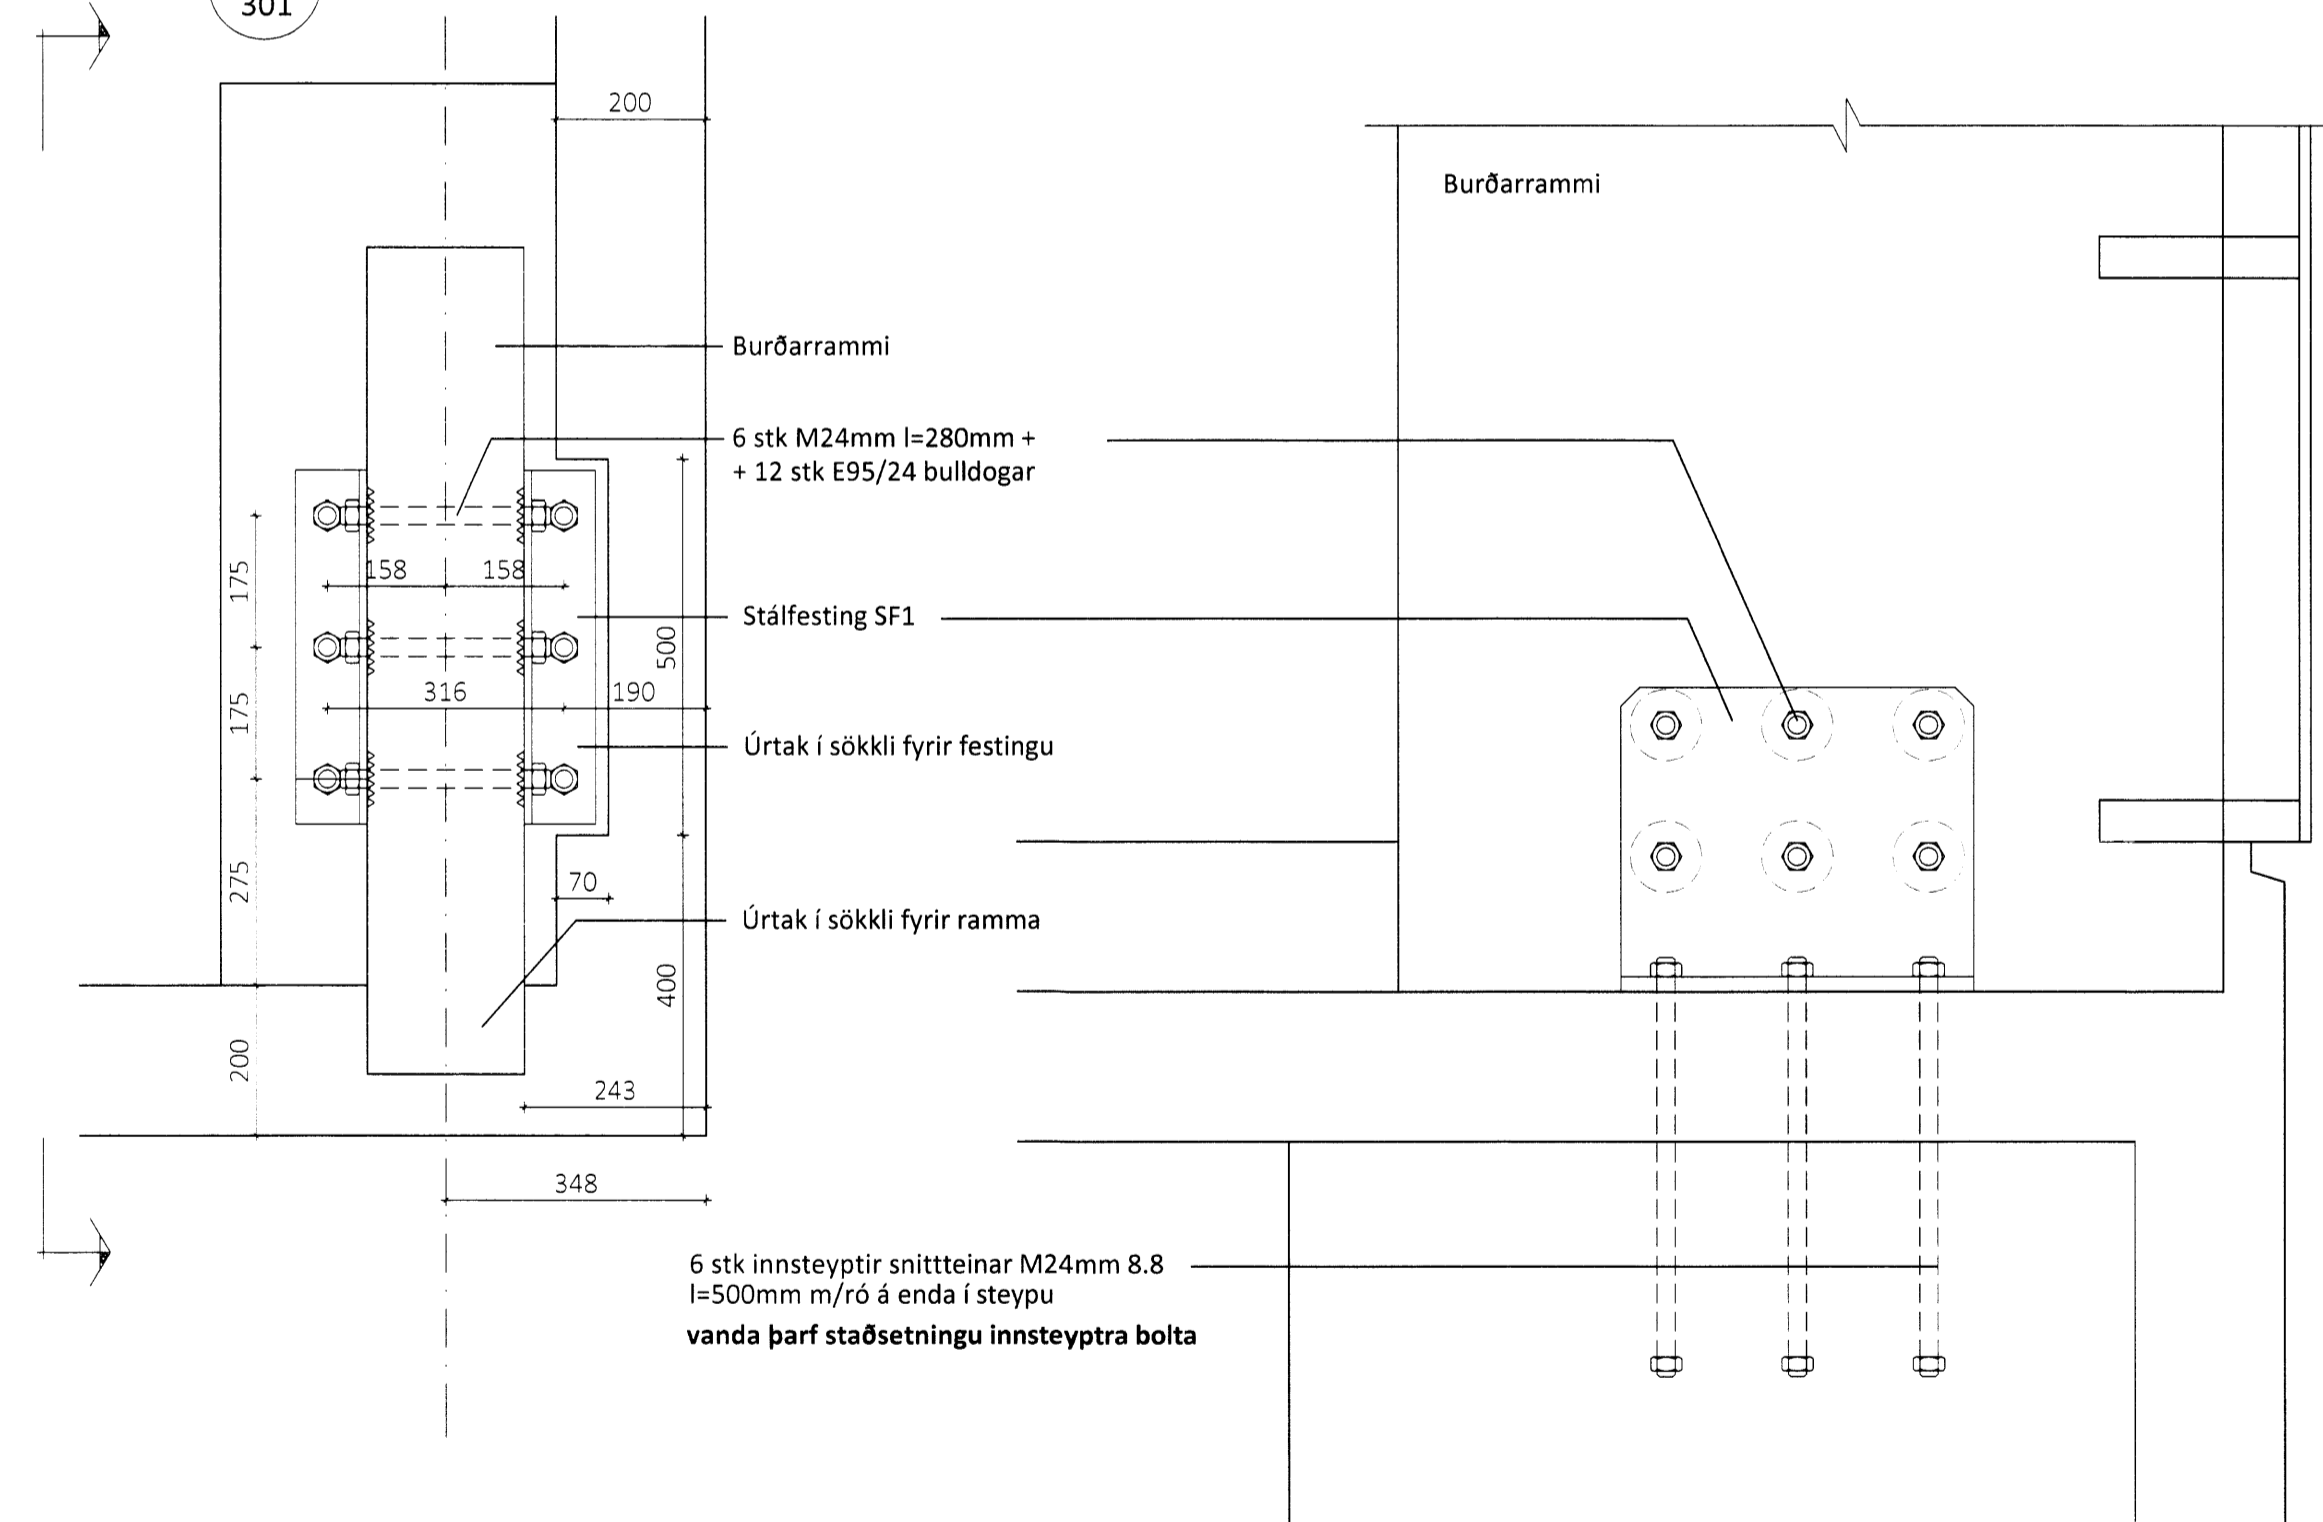 301
200
Burðarrammi
Burðarrammi
6 stk M24mm l=280mm +
+ 12 stk E95/24 bulldogar
158
158
175
Stálfesting SF1
500
316
190
175
Úrtak í sökkli fyrir festingu
275
70
Úrtak í sökkli fyrir ramma
400
200
243
348
6 stk innsteyptir snittteinar M24mm 8.8
l=500mm m/ró á enda í steypu
vanda þarf staðsetningu innsteyptra bolta